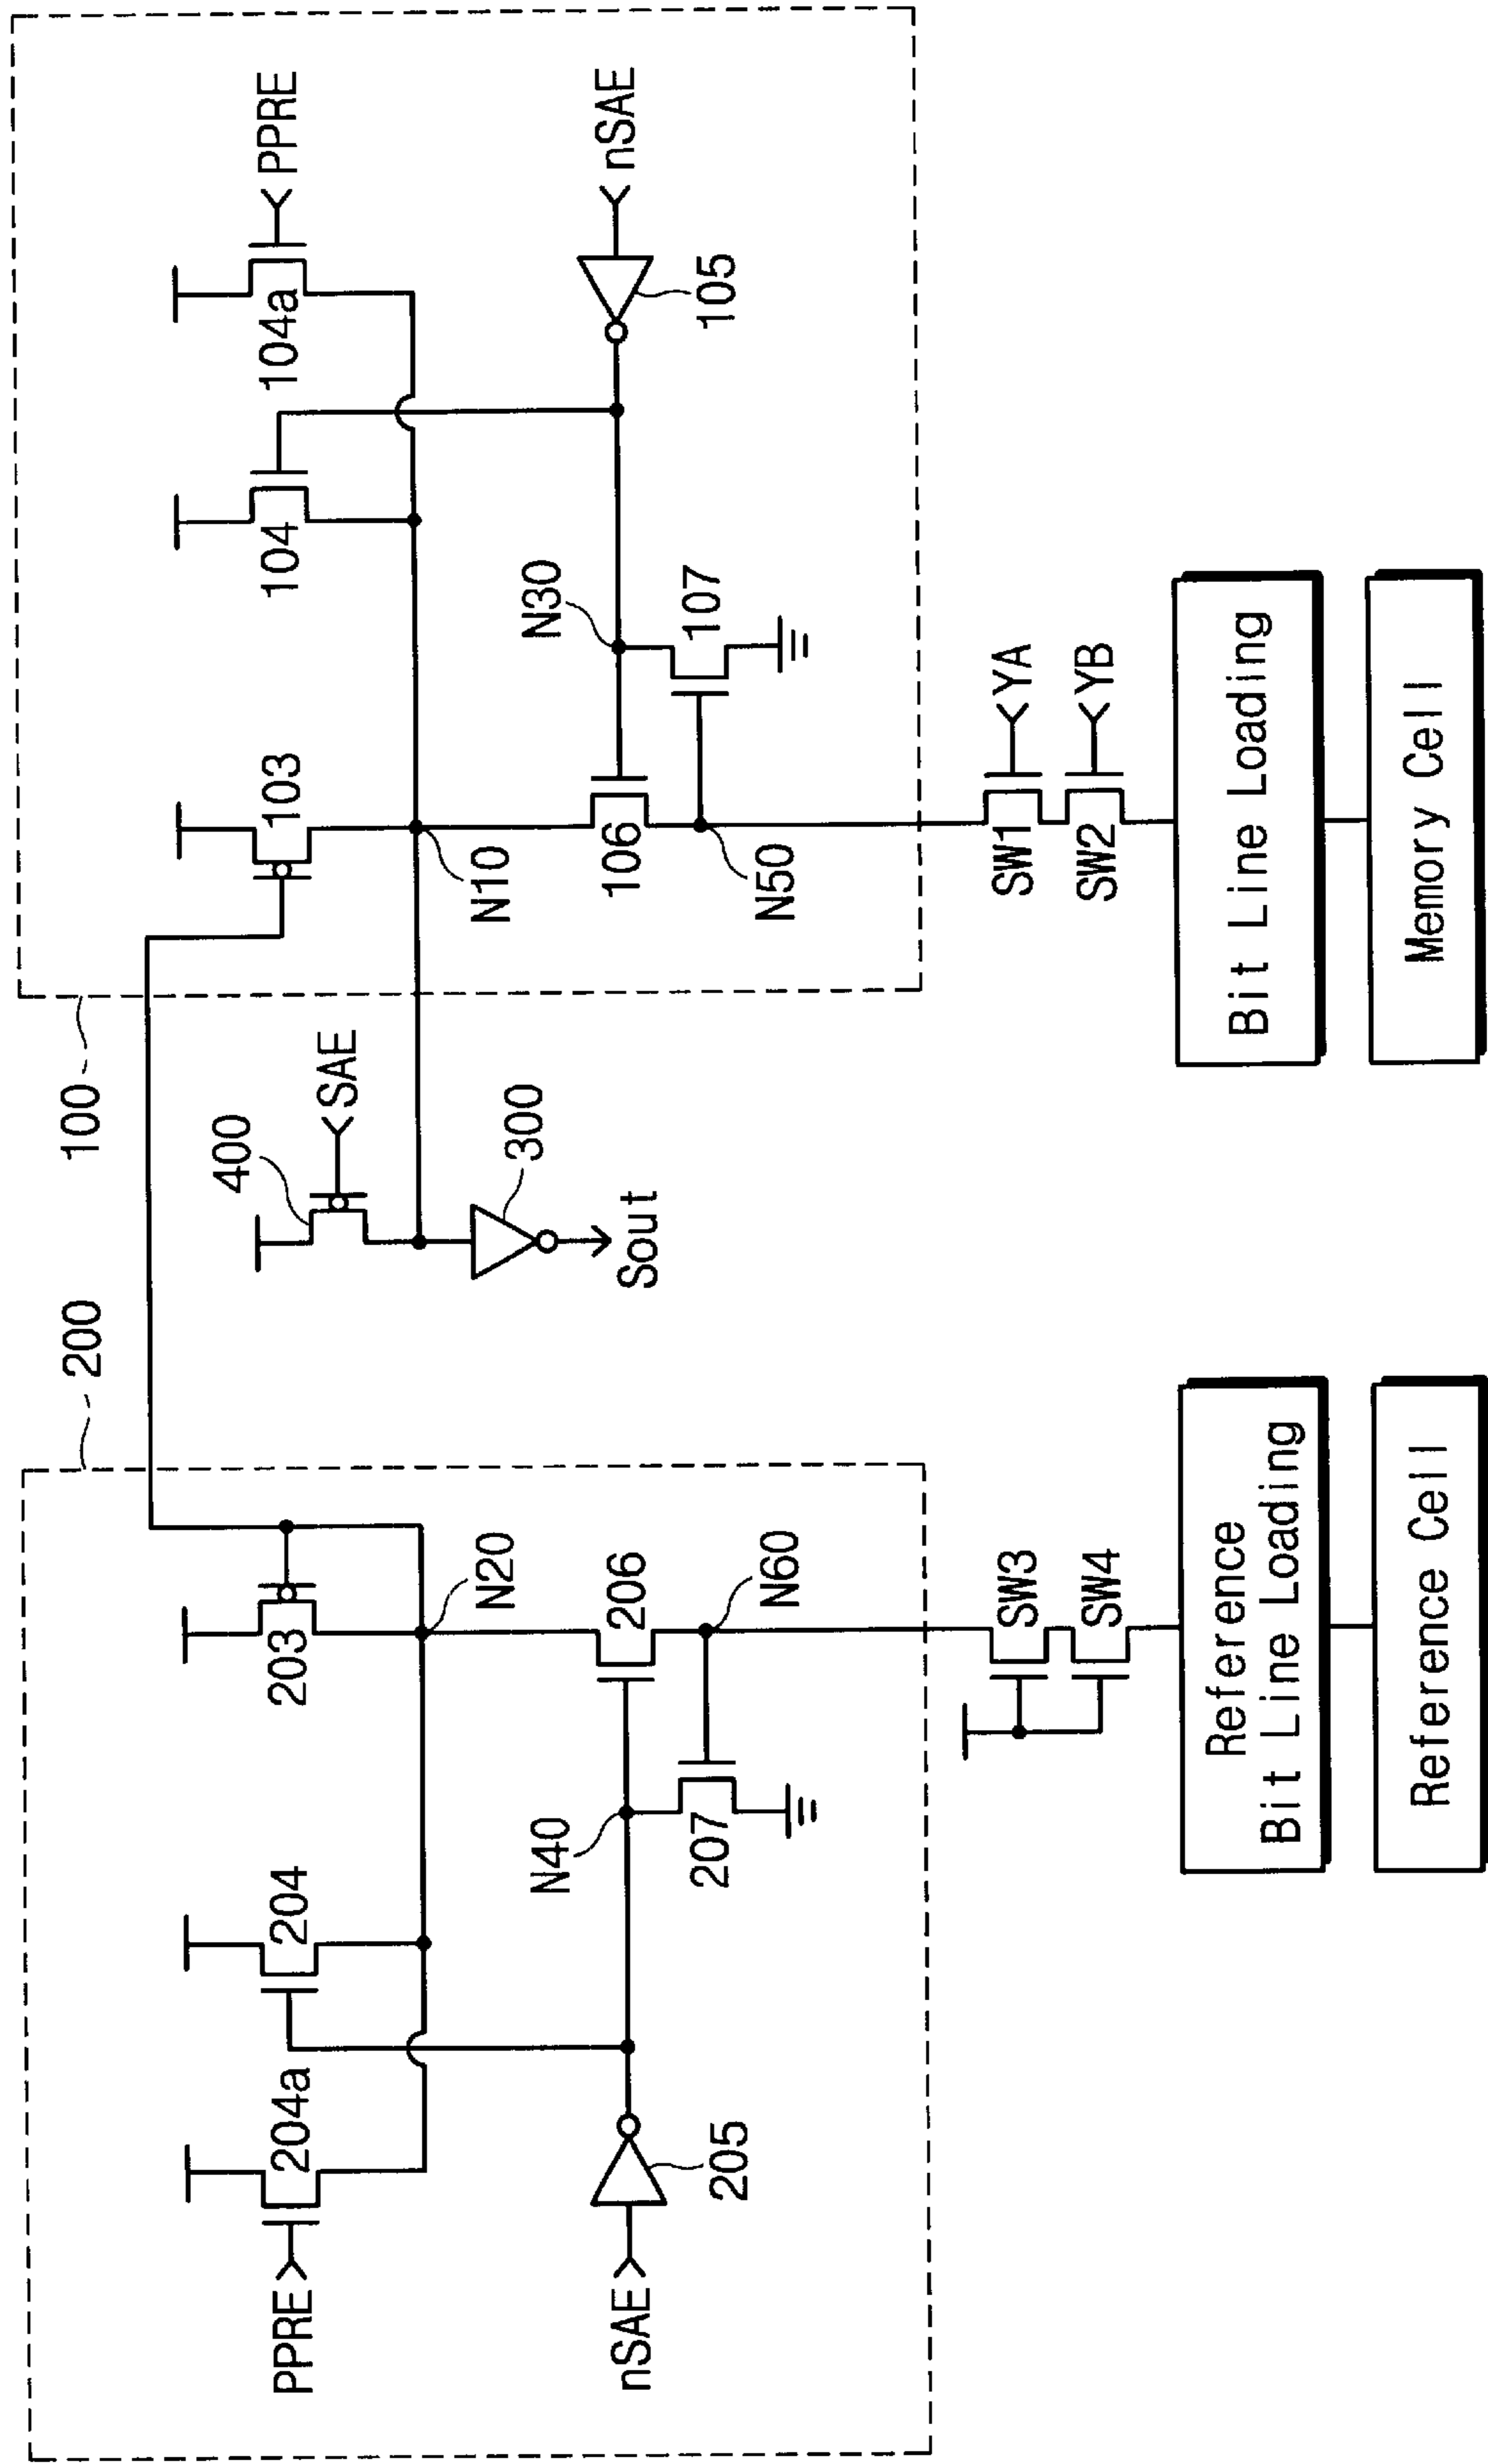 200
100
PPRE
204a
204
203
N20
nSAE
205
N40
207
206
N60
SW3
SW4
Reference
Bit Line Loading
Reference Cell
400
SAE
300
Sout
103
N10
104
104a
PPRE
106
N30
107
N50
105
nSAE
SW1
YA
SW2
YB
Bit Line Loading
Memory Cell